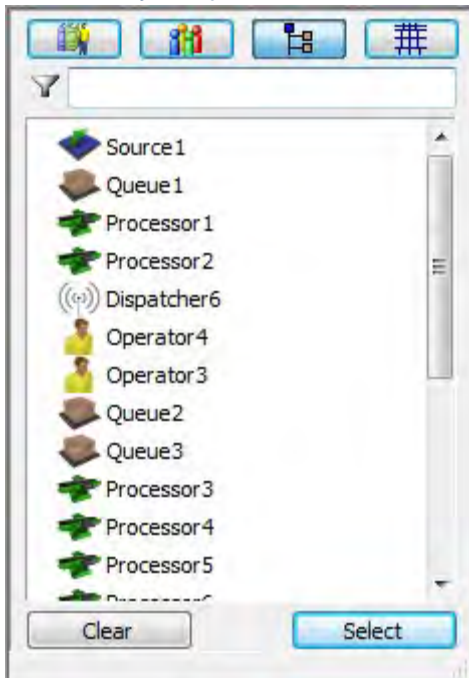 Source1
Queue1
Processor1
Processor2
Dispatcher6
Operator4
Operator3
Queue2
Queue3
Processor3
Processor4
Processor5
Clear
Select